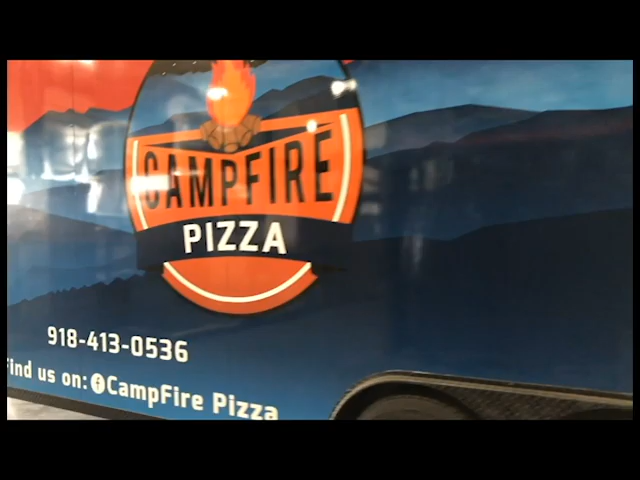 CAMPFIRE
PIZZA
918-413-0536
Find us on: CampFire Pizza